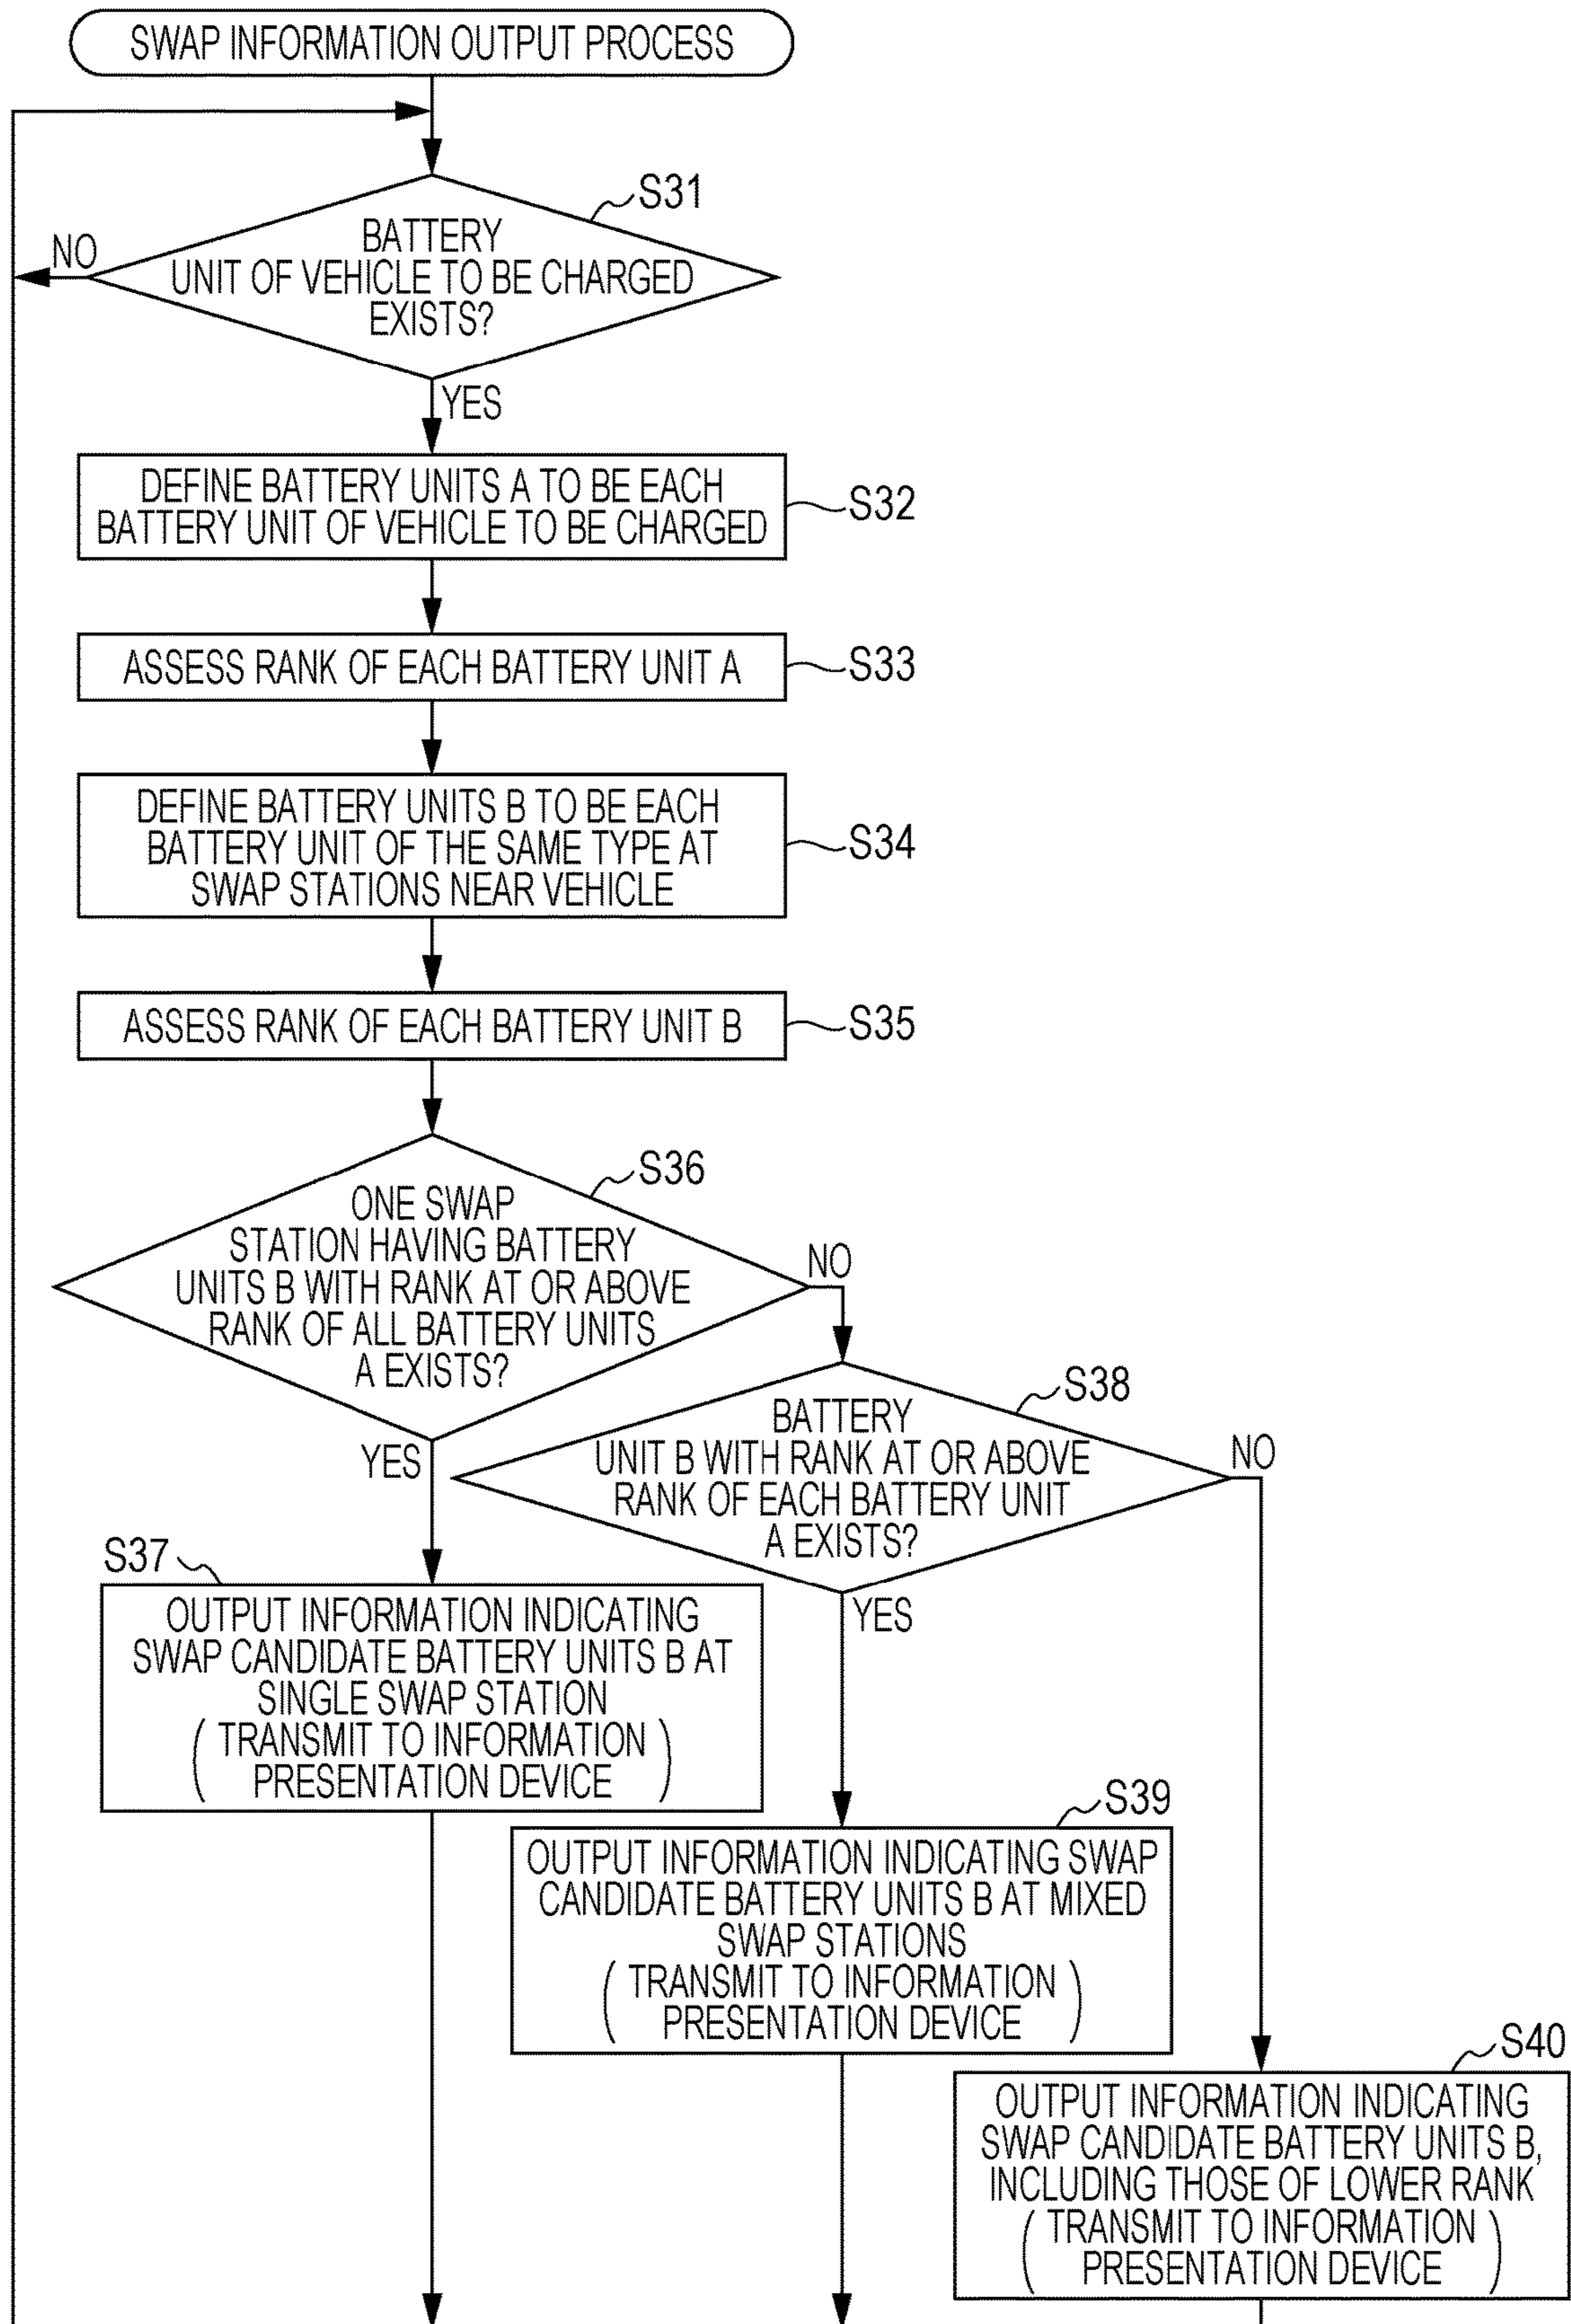 SWAP INFORMATION OUTPUT PROCESS
S31
BATTERY
UNIT OF VEHICLE TO BE CHARGED
EXISTS?
NO
YES
DEFINE BATTERY UNITS A TO BE EACH
BATTERY UNIT OF VEHICLE TO BE CHARGED
S32
ASSESS RANK OF EACH BATTERY UNIT A
S33
DEFINE BATTERY UNITS B TO BE EACH
BATTERY UNIT OF THE SAME TYPE AT
SWAP STATIONS NEAR VEHICLE
S34
ASSESS RANK OF EACH BATTERY UNIT B
S35
S36
ONE SWAP
STATION HAVING BATTERY
UNITS B WITH RANK AT OR ABOVE
RANK OF ALL BATTERY UNITS
A EXISTS?
NO
YES
S38
BATTERY
UNIT B WITH RANK AT OR ABOVE
RANK OF EACH BATTERY UNIT
A EXISTS?
NO
YES
S37
OUTPUT INFORMATION INDICATING
SWAP CANDIDATE BATTERY UNITS B AT
SINGLE SWAP STATION
( TRANSMIT TO INFORMATION
PRESENTATION DEVICE )
S39
OUTPUT INFORMATION INDICATING SWAP
CANDIDATE BATTERY UNITS B AT MIXED
SWAP STATIONS
( TRANSMIT TO INFORMATION
PRESENTATION DEVICE )
S40
OUTPUT INFORMATION INDICATING
SWAP CANDIDATE BATTERY UNITS B,
INCLUDING THOSE OF LOWER RANK
( TRANSMIT TO INFORMATION
PRESENTATION DEVICE )